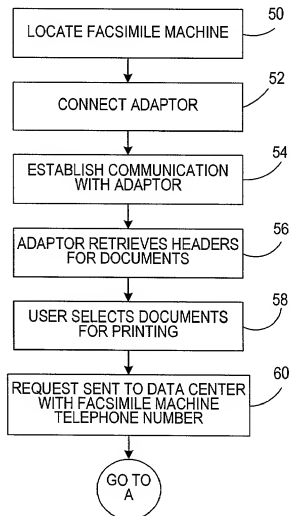 LOCATE FACSIMILE MACHINE
50
CONNECT ADAPTOR
52
ESTABLISH COMMUNICATION
WITH ADAPTOR
54
ADAPTOR RETRIEVES HEADERS
FOR DOCUMENTS
56
USER SELECTS DOCUMENTS
FOR PRINTING
58
REQUEST SENT TO DATA CENTER
WITH FACSIMILE MACHINE
TELEPHONE NUMBER
60
GO TO
A